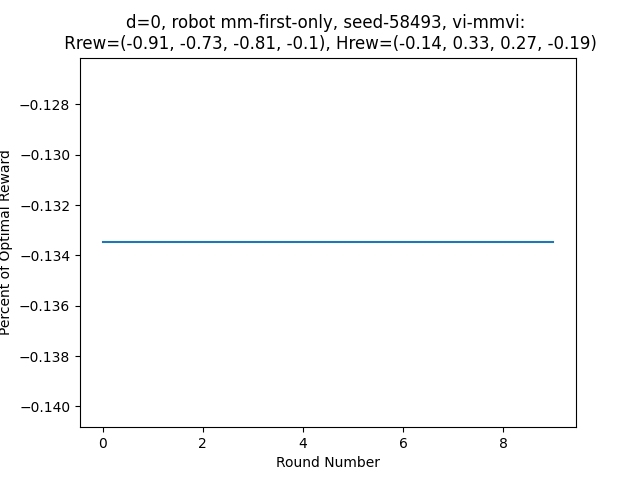 d=0, robot mm-first-only, seed-58493, vi-mmvi:
Rrew=(-0.91, -0.73, -0.81, -0.1), Hrew=(-0.14, 0.33, 0.27, -0.19)
−0.128
−0.130
−0.132
−0.134
−0.136
−0.138
−0.140
Percent of Optimal Reward
0 2 4 6 8
Round Number